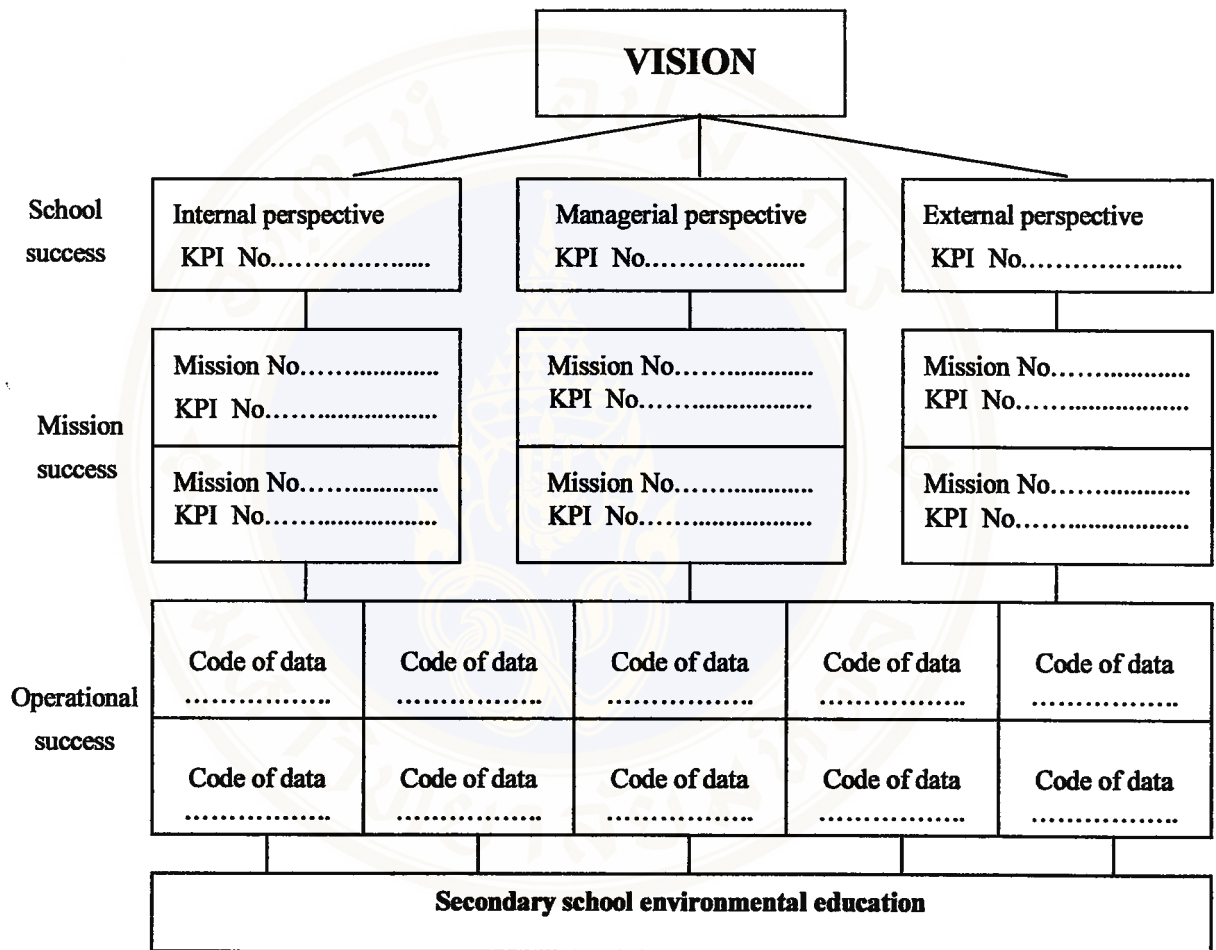 VISION
School
success
Internal perspective
KPI No.......................
Managerial perspective
KPI No.......................
External perspective
KPI No.......................
Mission
success
Mission No....................
KPI No.........................
Mission No....................
KPI No.........................
Mission No....................
KPI No.........................
Mission No....................
KPI No.........................
Mission No....................
KPI No.........................
Mission No....................
KPI No.........................
Operational
success
Code of data
.................
Code of data
.................
Code of data
.................
Code of data
.................
Code of data
.................
Code of data
.................
Code of data
.................
Code of data
.................
Code of data
.................
Code of data
.................
Secondary school environmental education